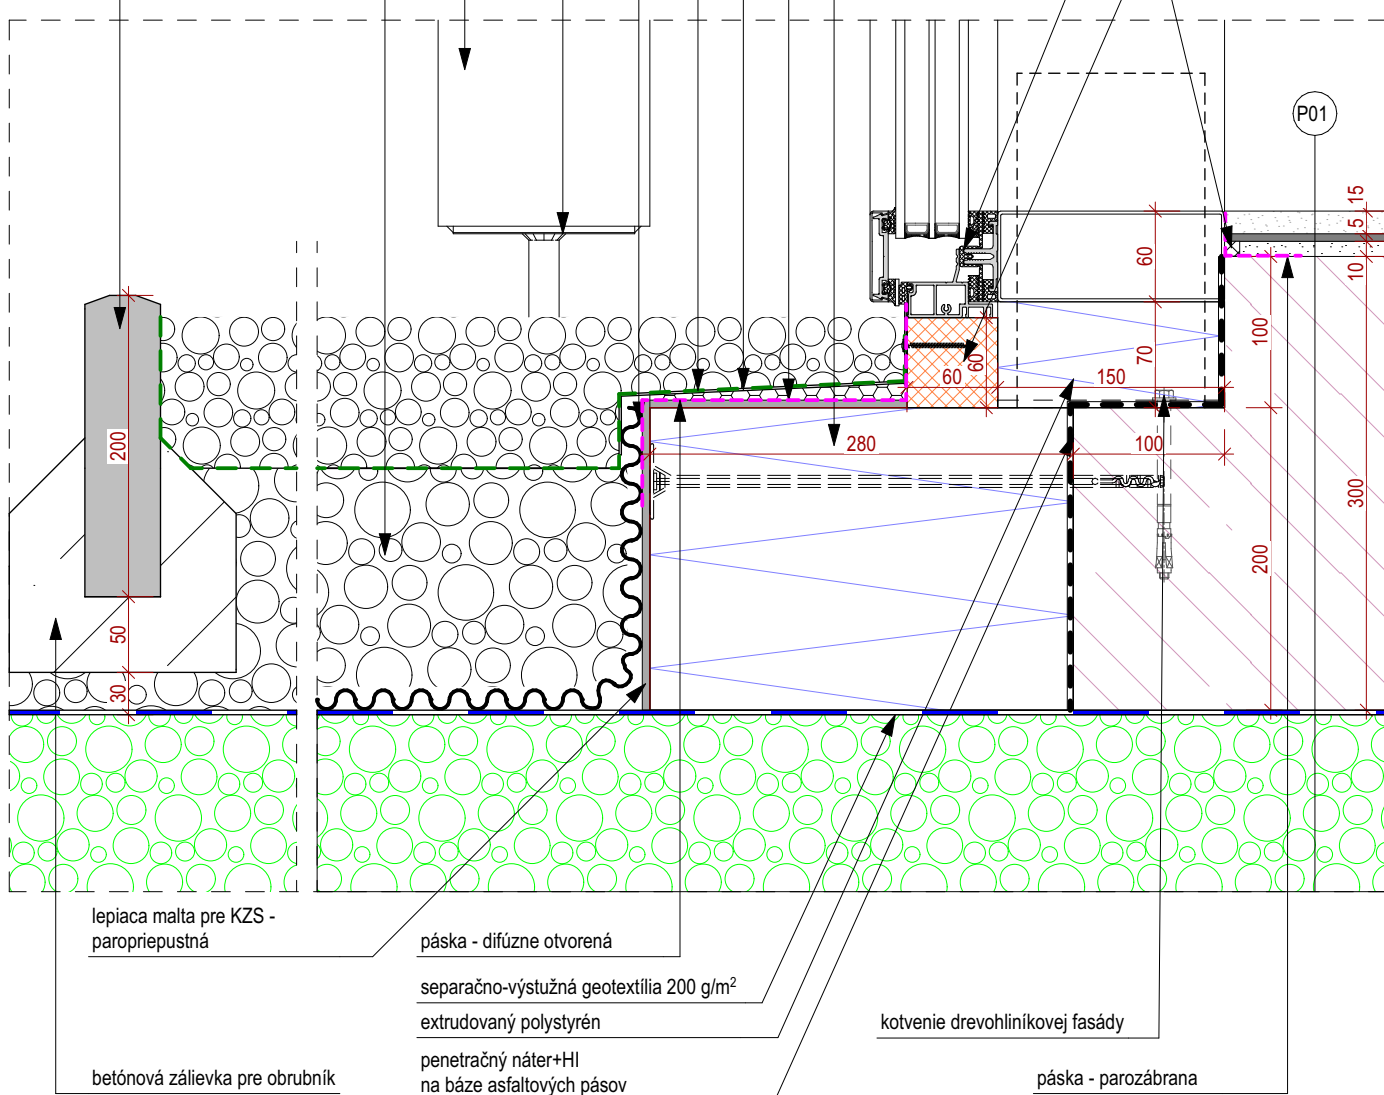 P01
15
5
10
60
100
70
60
60
150
200
280
100
300
200
50
30
lepiaca malta pre KZS -
paropriepustná
páska - difúzne otvorená
separačno-výstužná geotextília 200 g/m²
extrudovaný polystyrén
kotvenie drevohliníkovej fasády
penetračný náter+HI
na báze asfaltových pásov
betónová zálievka pre obrubník
páska - parozábrana